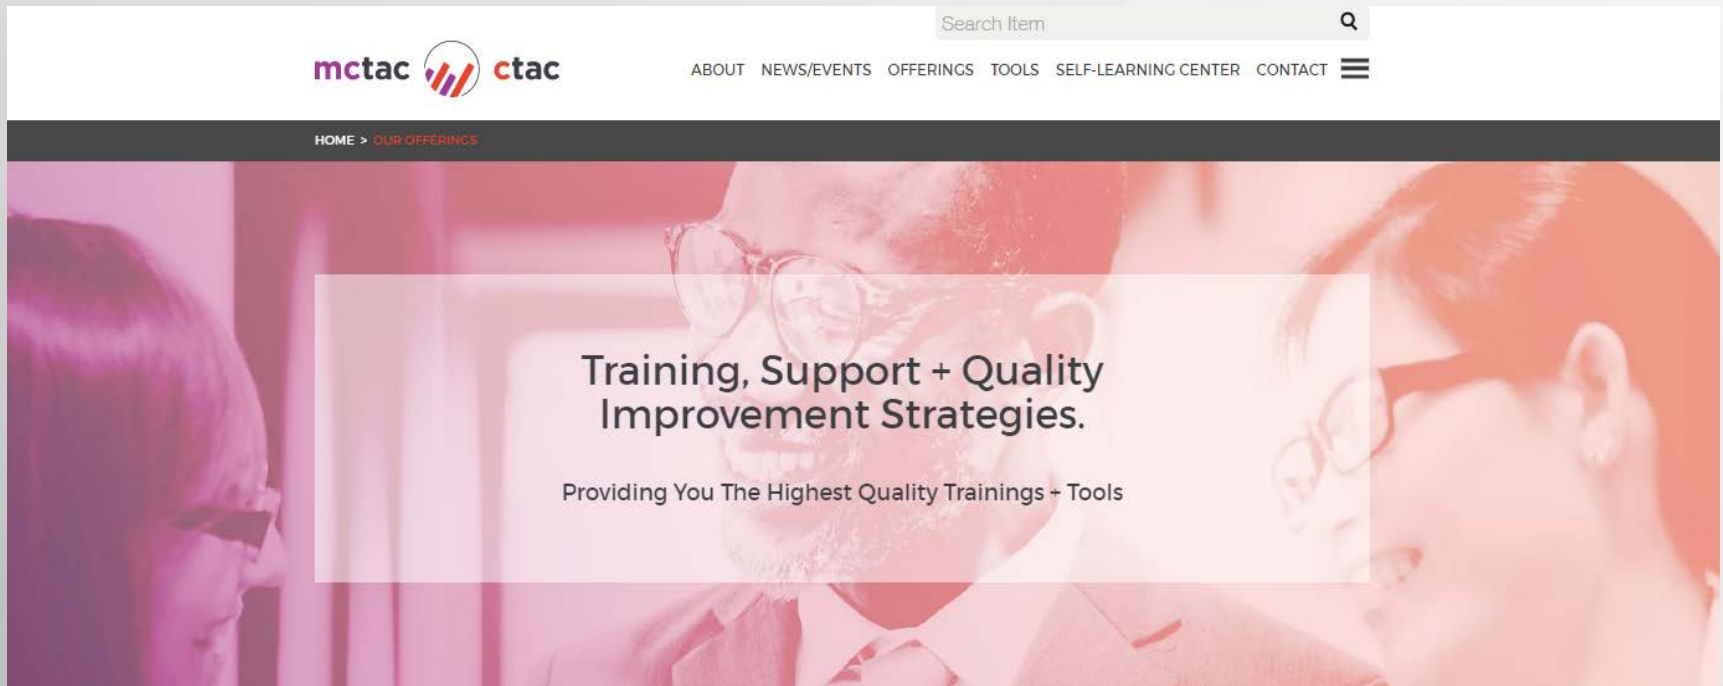 Search Item
mctac ctac
ABOUT NEWS/EVENTS OFFERINGS TOOLS SELF-LEARNING CENTER CONTACT
HOME > OUR OFFERINGS
Training, Support + Quality
Improvement Strategies.
Providing You The Highest Quality Trainings + Tools